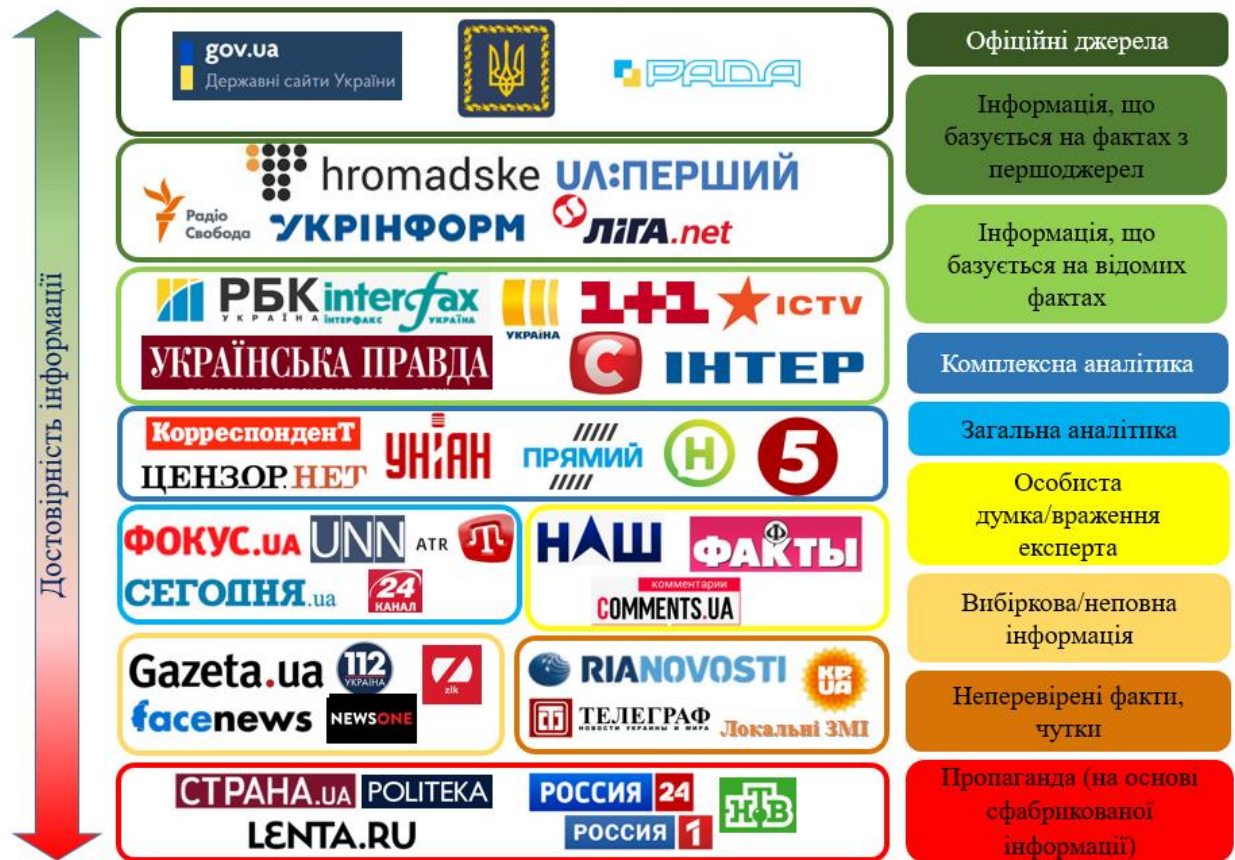 Достовірність інформації
gov.ua
Державні сайти України
РАДА
Офіційні джерела
hromadske
UA:ПЕРШИЙ
Радіо
Свобода
УКРІНФОРМ
ЛІГА.net
Інформація, що
базується на фактах з
першоджерел
РБК
УКРАЇНА
interfax
ІНТЕРФАКС УКРАЇНА
УКРАЇНА
1+1
ICTV
УКРАЇНСЬКА ПРАВДА
C
ІНТЕР
Інформація, що
базується на відомих
фактах
КорреспонденТ
ЦЕНЗОР.НЕТ
УНІАН
ПРЯМИЙ
Н
5
Комплексна аналітика
ФОКУС.UA
UNN
ATR
СЕГОДНЯ.ua
24
КАНАЛ
Загальна аналітика
НАШ
Ф
ФАКТЫ
комментарии
COMMENTS.UA
Особиста
думка/враження
експерта
Gazeta.ua
112
УКРАЇНА
zik
facenews
NEWSONE
Вибіркова/неповна
інформація
RIANOVOSTI
KP.
UA
ТЕЛЕГРАФ
НОВОСТИ УКРАИНЫ И МИРА
Локальні ЗМІ
Неперевірені факти,
чутки
СТРАНА.UA
POLITEKA
LENTA.RU
РОССИЯ 24
РОССИЯ 1
НТВ
Пропаганда (на основі
сфабрикованої
інформації)